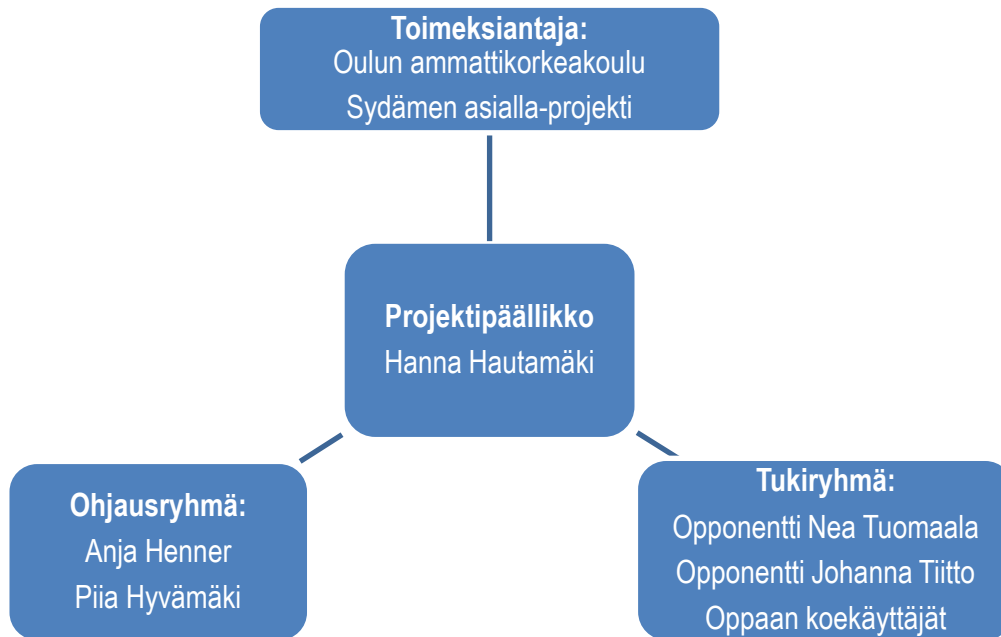 Toimeksiantaja:
Oulun ammattikorkeakoulu
Sydämen asialla-projekti
Projektipäällikko
Hanna Hautamäki
Ohjausryhmä:
Anja Henner
Piia Hyvämäki
Tukiryhmä:
Opponentti Nea Tuomaala
Opponentti Johanna Tiitto
Oppaan koekäyttäjät